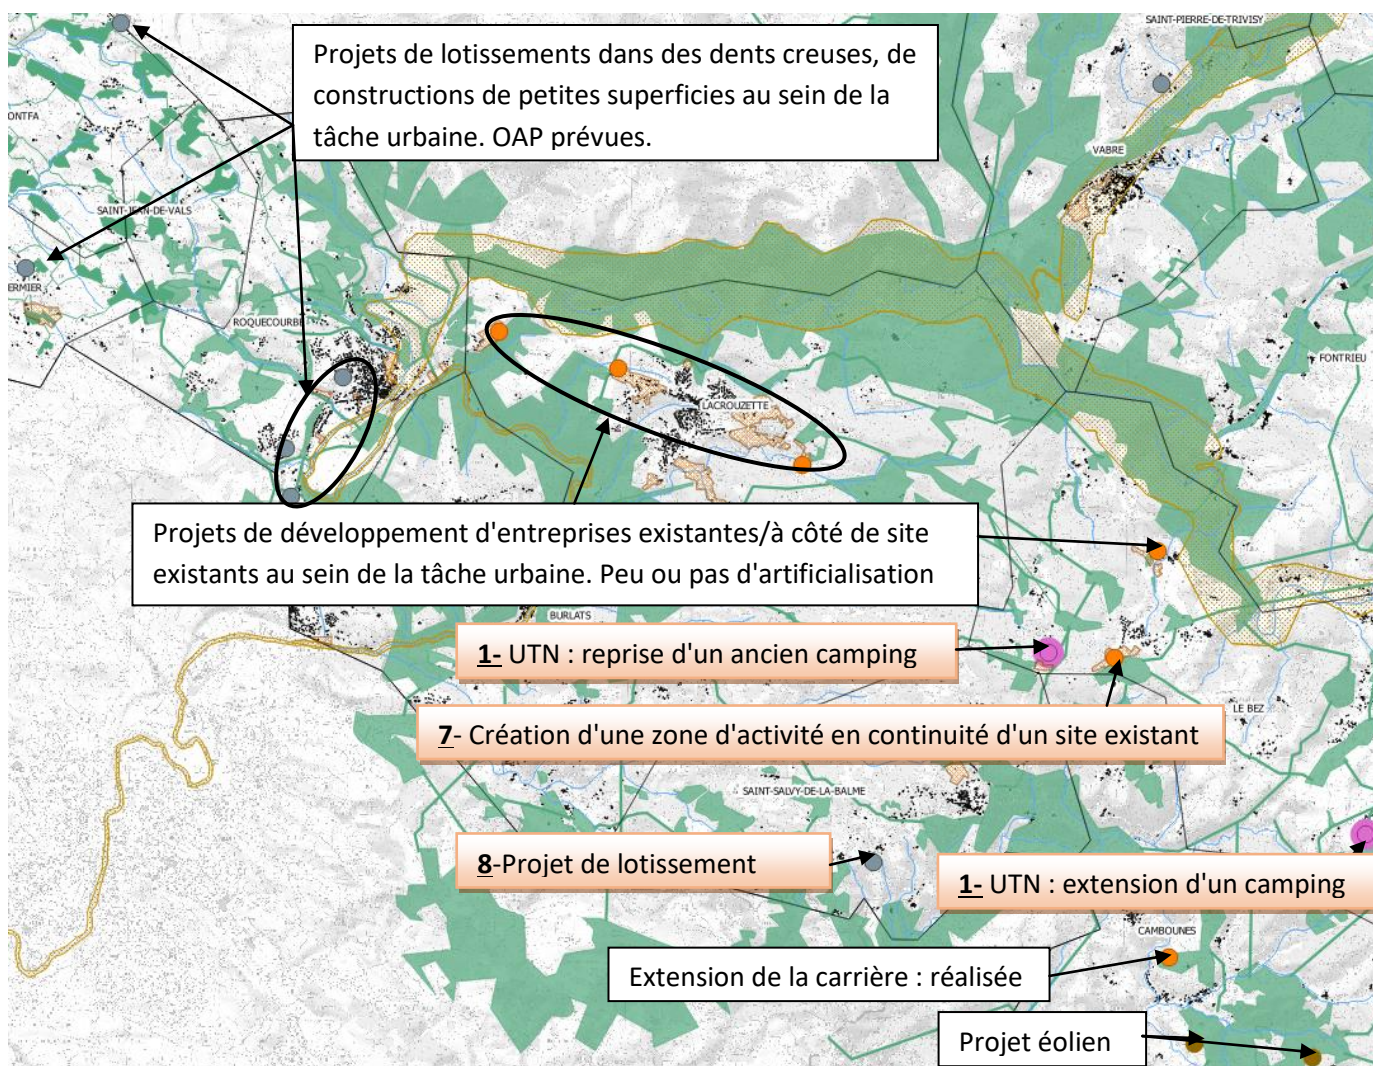 SAINT-PIERRE-DE-TRIVISY
Projets de lotissements dans des dents creuses, de
constructions de petites superficies au sein de la
tâche urbaine. OAP prévues.
ONTFA
VABRE
SAINT-JEAN-DE-VALS
ERMIER
ROQUECOURBE
FONTRIEU
LACROUZETTE
Projets de développement d'entreprises existantes/à côté de site
existants au sein de la tâche urbaine. Peu ou pas d'artificialisation
BURLATS
1- UTN : reprise d'un ancien camping
LE BEZ
7- Création d'une zone d'activité en continuité d'un site existant
SAINT-SALVY-DE-LA-BALME
8-Projet de lotissement
1- UTN : extension d'un camping
CAMBOUNES
Extension de la carrière : réalisée
Projet éolien